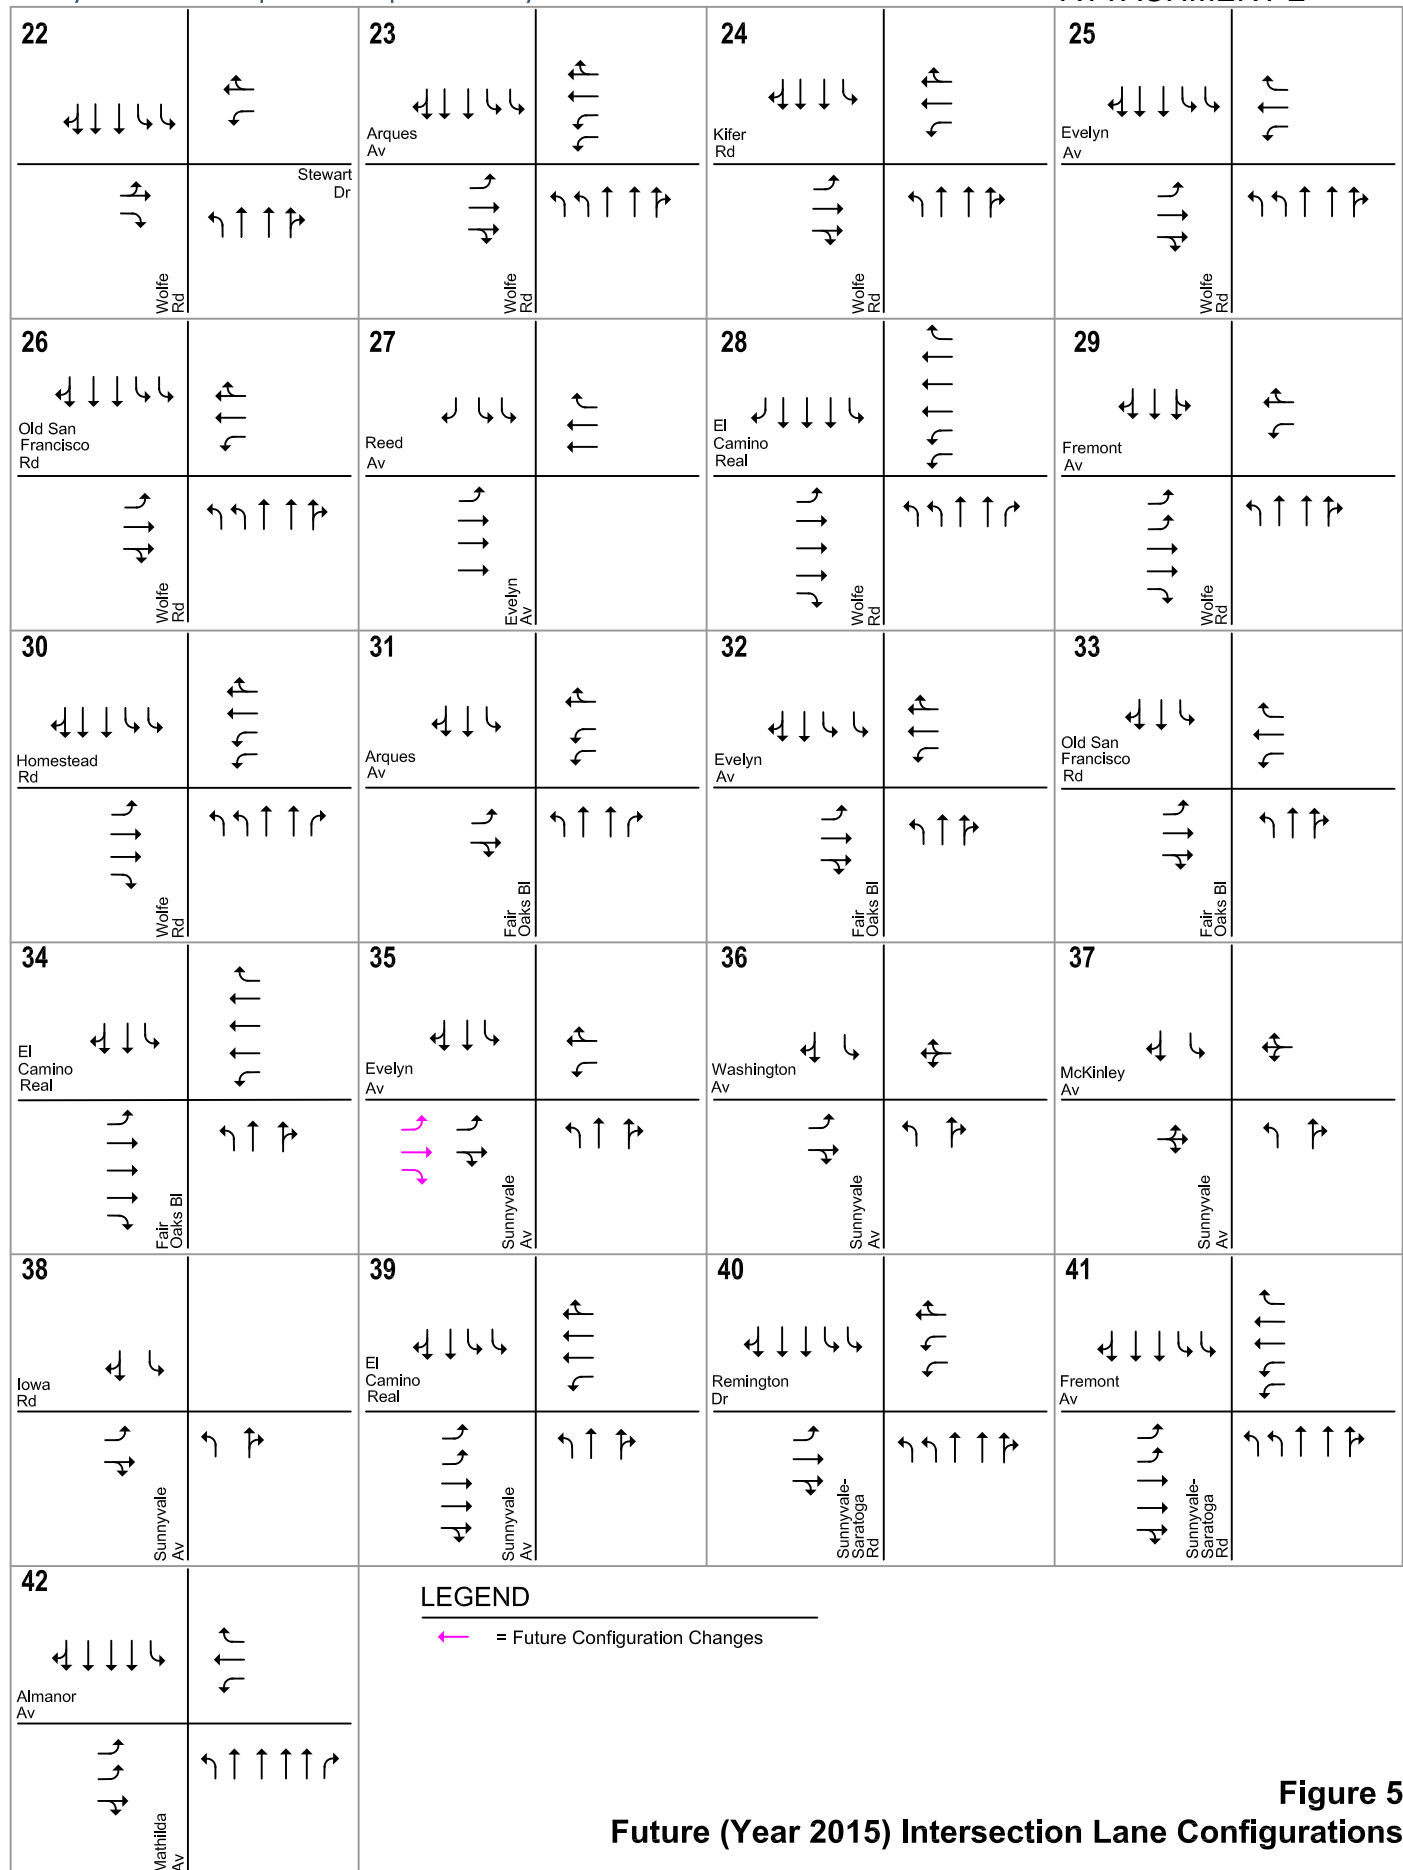 22
Stewart
Dr
Wolfe
Rd
23
Arques
Av
Wolfe
Rd
24
Kifer
Rd
Wolfe
Rd
25
Evelyn
Av
Wolfe
Rd
26
Old San
Francisco
Rd
Wolfe
Rd
27
Reed
Av
Evelyn
Av
28
El
Camino
Real
Wolfe
Rd
29
Fremont
Av
Wolfe
Rd
30
Homestead
Rd
Wolfe
Rd
31
Arques
Av
Fair
Oaks Bl
32
Evelyn
Av
Fair
Oaks Bl
33
Old San
Francisco
Rd
Fair
Oaks Bl
34
El
Camino
Real
Fair
Oaks Bl
35
Evelyn
Av
Sunnyvale
Av
36
Washington
Av
Sunnyvale
Av
37
McKinley
Av
Sunnyvale
Av
38
Iowa
Rd
Sunnyvale
Av
39
El
Camino
Real
Sunnyvale
Av
40
Remington
Dr
Sunnyvale-
Saratoga
Rd
41
Fremont
Av
Sunnyvale-
Saratoga
Rd
42
Almanor
Av
Mathilda
Av
LEGEND
= Future Configuration Changes
Figure 5
Future (Year 2015) Intersection Lane Configurations